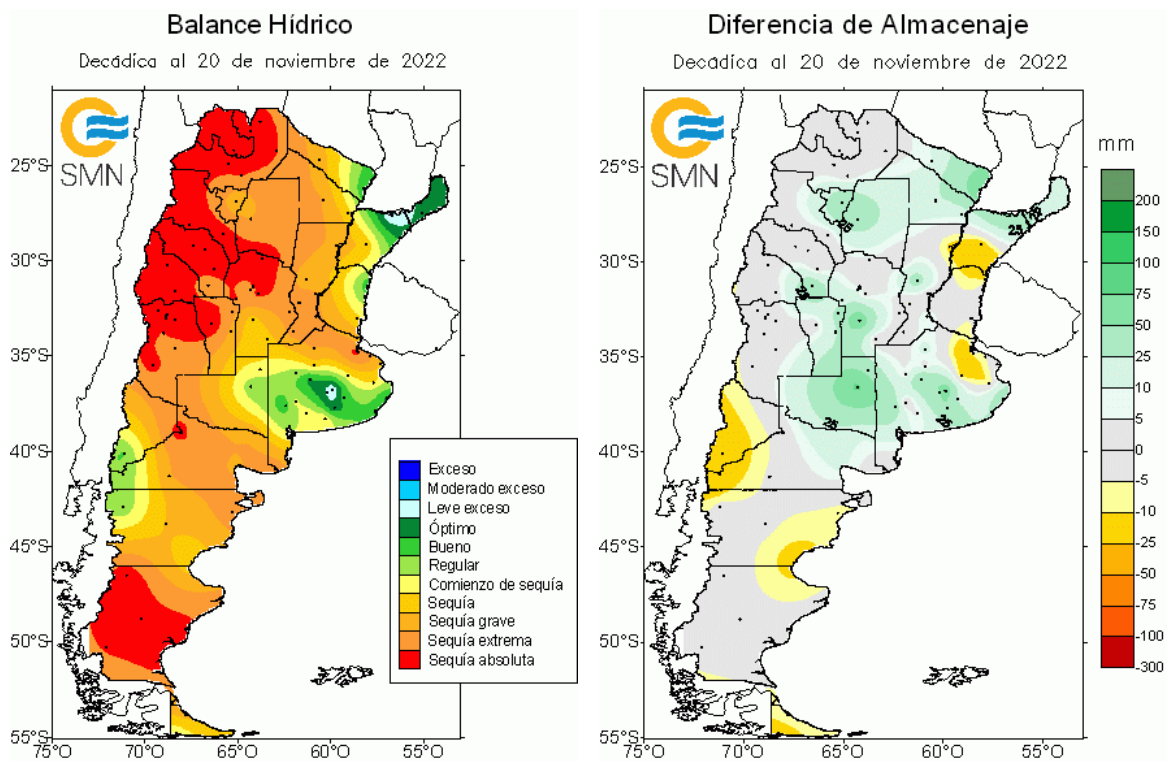 Balance Hídrico
Decádica al 20 de noviembre de 2022
SMN
25°S
30°S
35°S
40°S
45°S
50°S
55°S
75°O 70°O 65°O 60°O 55°O
Exceso
Moderado exceso
Leve exceso
Óptimo
Bueno
Regular
Comienzo de sequía
Sequía
Sequía grave
Sequía extrema
Sequía absoluta
Diferencia de Almacenaje
Decádica al 20 de noviembre de 2022
SMN
25°S
30°S
35°S
40°S
45°S
50°S
55°S
75°O 70°O 65°O 60°O 55°O
25
25
mm
200
150
100
75
50
25
10
5
0
-5
-10
-25
-50
-75
-100
-300